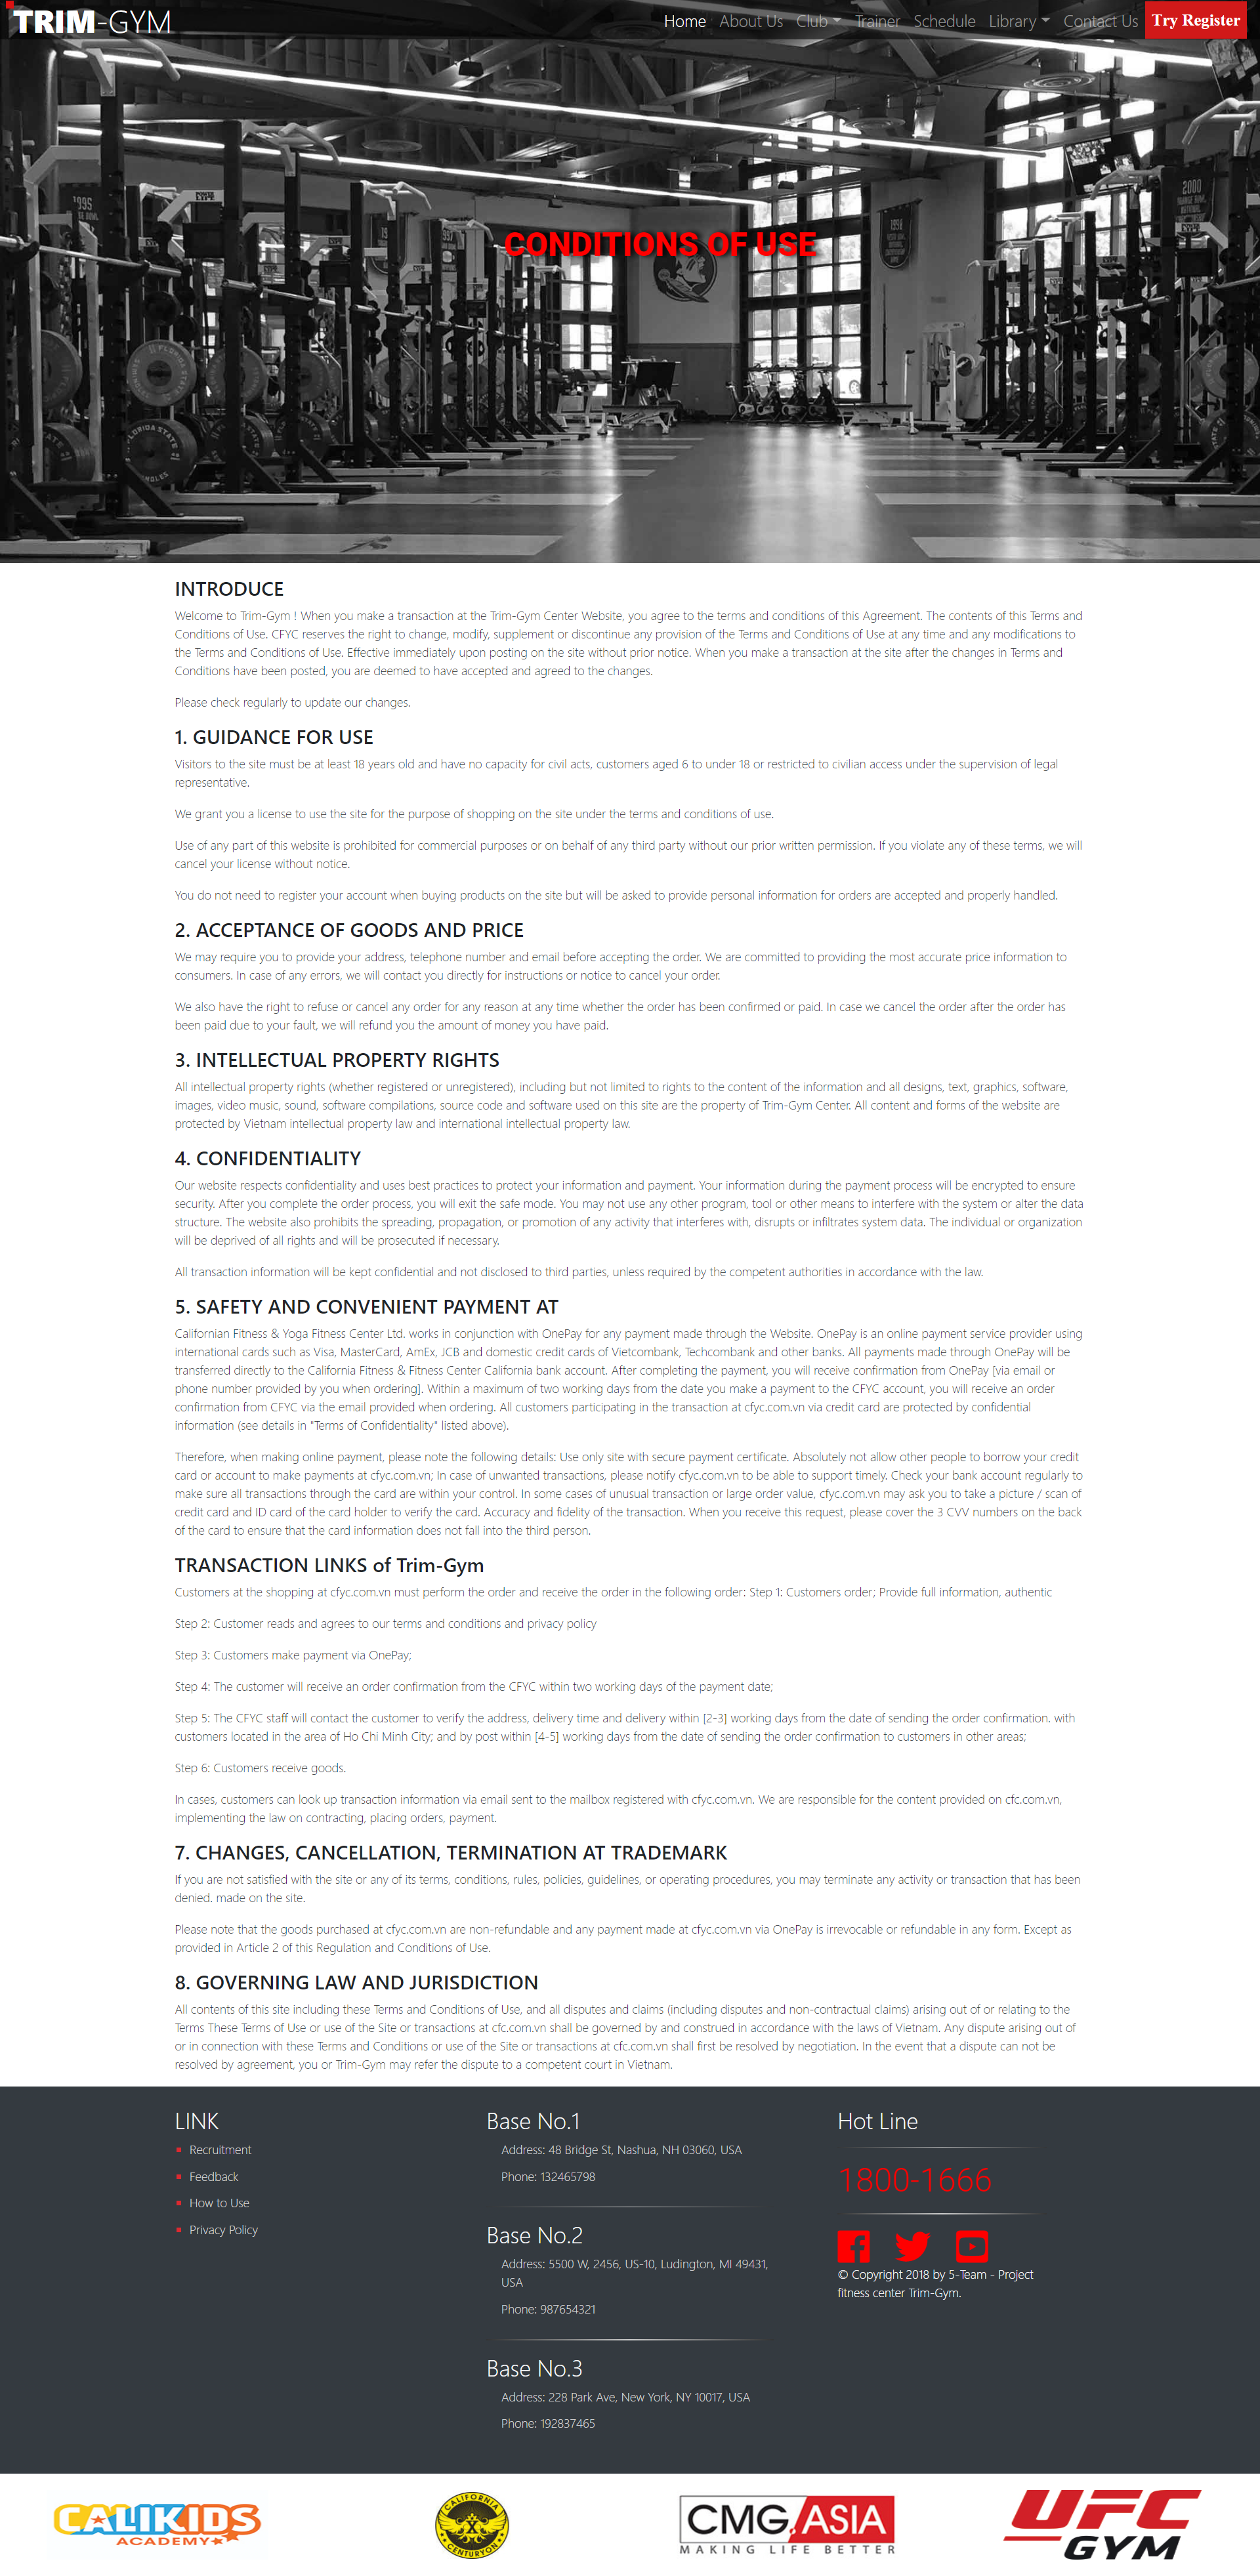 TRIM-GYM
Home About Us Club Trainer Schedule Library Contact Us Try Register
1995
POWER LIFE
1997
1998
2000
CONDITIONS OF USE
FLORIDA STATE
INTRODUCE
Welcome to Trim-Gym ! When you make a transaction at the Trim-Gym Center Website, you agree to the terms and conditions of this Agreement. The contents of this Terms and
Conditions of Use. CFYC reserves the right to change, modify, supplement or discontinue any provision of the Terms and Conditions of Use at any time and any modifications to
the Terms and Conditions of Use. Effective immediately upon posting on the site without prior notice. When you make a transaction at the site after the changes in Terms and
Conditions have been posted, you are deemed to have accepted and agreed to the changes.
Please check regularly to update our changes.
1. GUIDANCE FOR USE
Visitors to the site must be at least 18 years old and have no capacity for civil acts, customers aged 6 to under 18 or restricted to civilian access under the supervision of legal
representative.
We grant you a license to use the site for the purpose of shopping on the site under the terms and conditions of use.
Use of any part of this website is prohibited for commercial purposes or on behalf of any third party without our prior written permission. If you violate any of these terms, we will
cancel your license without notice.
You do not need to register your account when buying products on the site but will be asked to provide personal information for orders are accepted and properly handled.
2. ACCEPTANCE OF GOODS AND PRICE
We may require you to provide your address, telephone number and email before accepting the order. We are committed to providing the most accurate price information to
consumers. In case of any errors, we will contact you directly for instructions or notice to cancel your order.
We also have the right to refuse or cancel any order for any reason at any time whether the order has been confirmed or paid. In case we cancel the order after the order has
been paid due to your fault, we will refund you the amount of money you have paid.
3. INTELLECTUAL PROPERTY RIGHTS
All intellectual property rights (whether registered or unregistered), including but not limited to rights to the content of the information and all designs, text, graphics, software,
images, video music, sound, software compilations, source code and software used on this site are the property of Trim-Gym Center. All content and forms of the website are
protected by Vietnam intellectual property law and international intellectual property law.
4. CONFIDENTIALITY
Our website respects confidentiality and uses best practices to protect your information and payment. Your information during the payment process will be encrypted to ensure
security. After you complete the order process, you will exit the safe mode. You may not use any other program, tool or other means to interfere with the system or alter the data
structure. The website also prohibits the spreading, propagation, or promotion of any activity that interferes with, disrupts or infiltrates system data. The individual or organization
will be deprived of all rights and will be prosecuted if necessary.
All transaction information will be kept confidential and not disclosed to third parties, unless required by the competent authorities in accordance with the law.
5. SAFETY AND CONVENIENT PAYMENT AT
Californian Fitness & Yoga Fitness Center Ltd. works in conjunction with OnePay for any payment made through the Website. OnePay is an online payment service provider using
international cards such as Visa, MasterCard, AmEx, JCB and domestic credit cards of Vietcombank, Techcombank and other banks. All payments made through OnePay will be
transferred directly to the California Fitness & Fitness Center California bank account. After completing the payment, you will receive confirmation from OnePay [via email or
phone number provided by you when ordering]. Within a maximum of two working days from the date you make a payment to the CFYC account, you will receive an order
confirmation from CFYC via the email provided when ordering. All customers participating in the transaction at cfyc.com.vn via credit card are protected by confidential
information (see details in "Terms of Confidentiality" listed above).
Therefore, when making online payment, please note the following details: Use only site with secure payment certificate. Absolutely not allow other people to borrow your credit
card or account to make payments at cfyc.com.vn; In case of unwanted transactions, please notify cfyc.com.vn to be able to support timely. Check your bank account regularly to
make sure all transactions through the card are within your control. In some cases of unusual transaction or large order value, cfyc.com.vn may ask you to take a picture / scan of
credit card and ID card of the card holder to verify the card. Accuracy and fidelity of the transaction. When you receive this request, please cover the 3 CVV numbers on the back
of the card to ensure that the card information does not fall into the third person.
TRANSACTION LINKS of Trim-Gym
Customers at the shopping at cfyc.com.vn must perform the order and receive the order in the following order: Step 1: Customers order; Provide full information, authentic
Step 2: Customer reads and agrees to our terms and conditions and privacy policy
Step 3: Customers make payment via OnePay;
Step 4: The customer will receive an order confirmation from the CFYC within two working days of the payment date;
Step 5: The CFYC staff will contact the customer to verify the address, delivery time and delivery within [2-3] working days from the date of sending the order confirmation. with
customers located in the area of Ho Chi Minh City; and by post within [4-5] working days from the date of sending the order confirmation to customers in other areas;
Step 6: Customers receive goods.
In cases, customers can look up transaction information via email sent to the mailbox registered with cfyc.com.vn. We are responsible for the content provided on cfc.com.vn,
implementing the law on contracting, placing orders, payment.
7. CHANGES, CANCELLATION, TERMINATION AT TRADEMARK
If you are not satisfied with the site or any of its terms, conditions, rules, policies, guidelines, or operating procedures, you may terminate any activity or transaction that has been
denied. made on the site.
Please note that the goods purchased at cfyc.com.vn are non-refundable and any payment made at cfyc.com.vn via OnePay is irrevocable or refundable in any form. Except as
provided in Article 2 of this Regulation and Conditions of Use.
8. GOVERNING LAW AND JURISDICTION
All contents of this site including these Terms and Conditions of Use, and all disputes and claims (including disputes and non-contractual claims) arising out of or relating to the
Terms These Terms of Use or use of the Site or transactions at cfc.com.vn shall be governed by and construed in accordance with the laws of Vietnam. Any dispute arising out of
or in connection with these Terms and Conditions or use of the Site or transactions at cfc.com.vn shall first be resolved by negotiation. In the event that a dispute can not be
resolved by agreement, you or Trim-Gym may refer the dispute to a competent court in Vietnam.
LINK
Recruitment
Feedback
How to Use
Privacy Policy
Base No.1
Address: 48 Bridge St, Nashua, NH 03060, USA
Phone: 132465798
Base No.2
Address: 5500 W, 2456, US-10, Ludington, MI 49431,
USA
Phone: 987654321
Base No.3
Address: 228 Park Ave, New York, NY 10017, USA
Phone: 192837465
Hot Line
1800-1666
© Copyright 2018 by 5-Team - Project
fitness center Trim-Gym.
CALIKIDS
ACADEMY
CALIFORNIA
CENTURYON
CMG.ASIA
MAKING LIFE BETTER
UFC
GYM